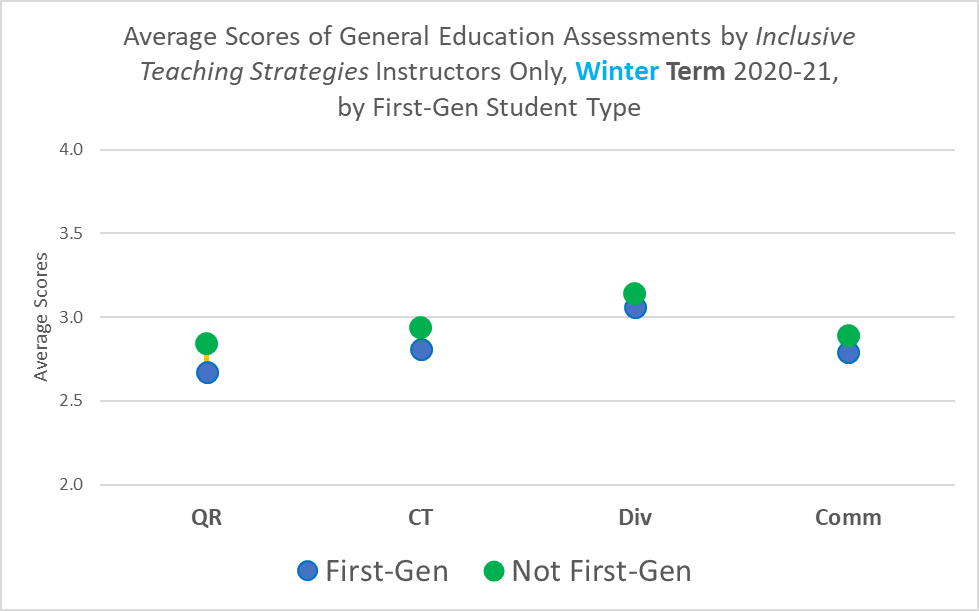 Average Scores of General Education Assessments by Inclusive
Teaching Strategies Instructors Only, Winter Term 2020-21,
by First-Gen Student Type
4.0
3.5
3.0
2.5
2.0
Average Scores
QR CT Div Comm
First-Gen Not First-Gen